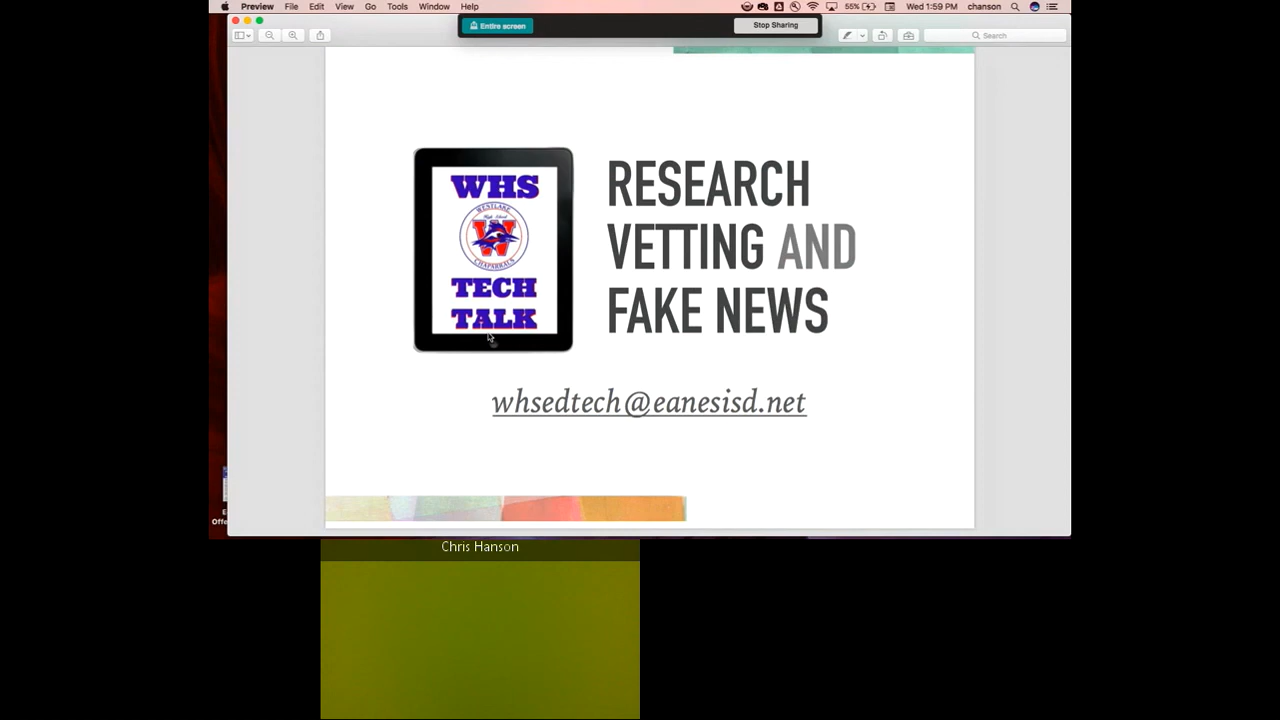 Preview File Edit View Go Tools Window Help
55% Wed 1:59 PM chanson
Entire screen
Stop Sharing
Search
WHS
WESTLAKE
High School
W
CHAPARRALS
TECH
TALK
RESEARCH
VETTING AND
FAKE NEWS
whsedtech@eanesisd.net
E
Offe
Chris Hanson